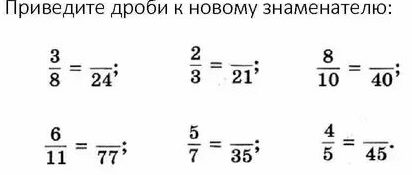 Приведите дроби к новому знаменателю:
3/8 = /24; 2/3 = /21; 8/10 = /40;
6/11 = /77; 5/7 = /35; 4/5 = /45.